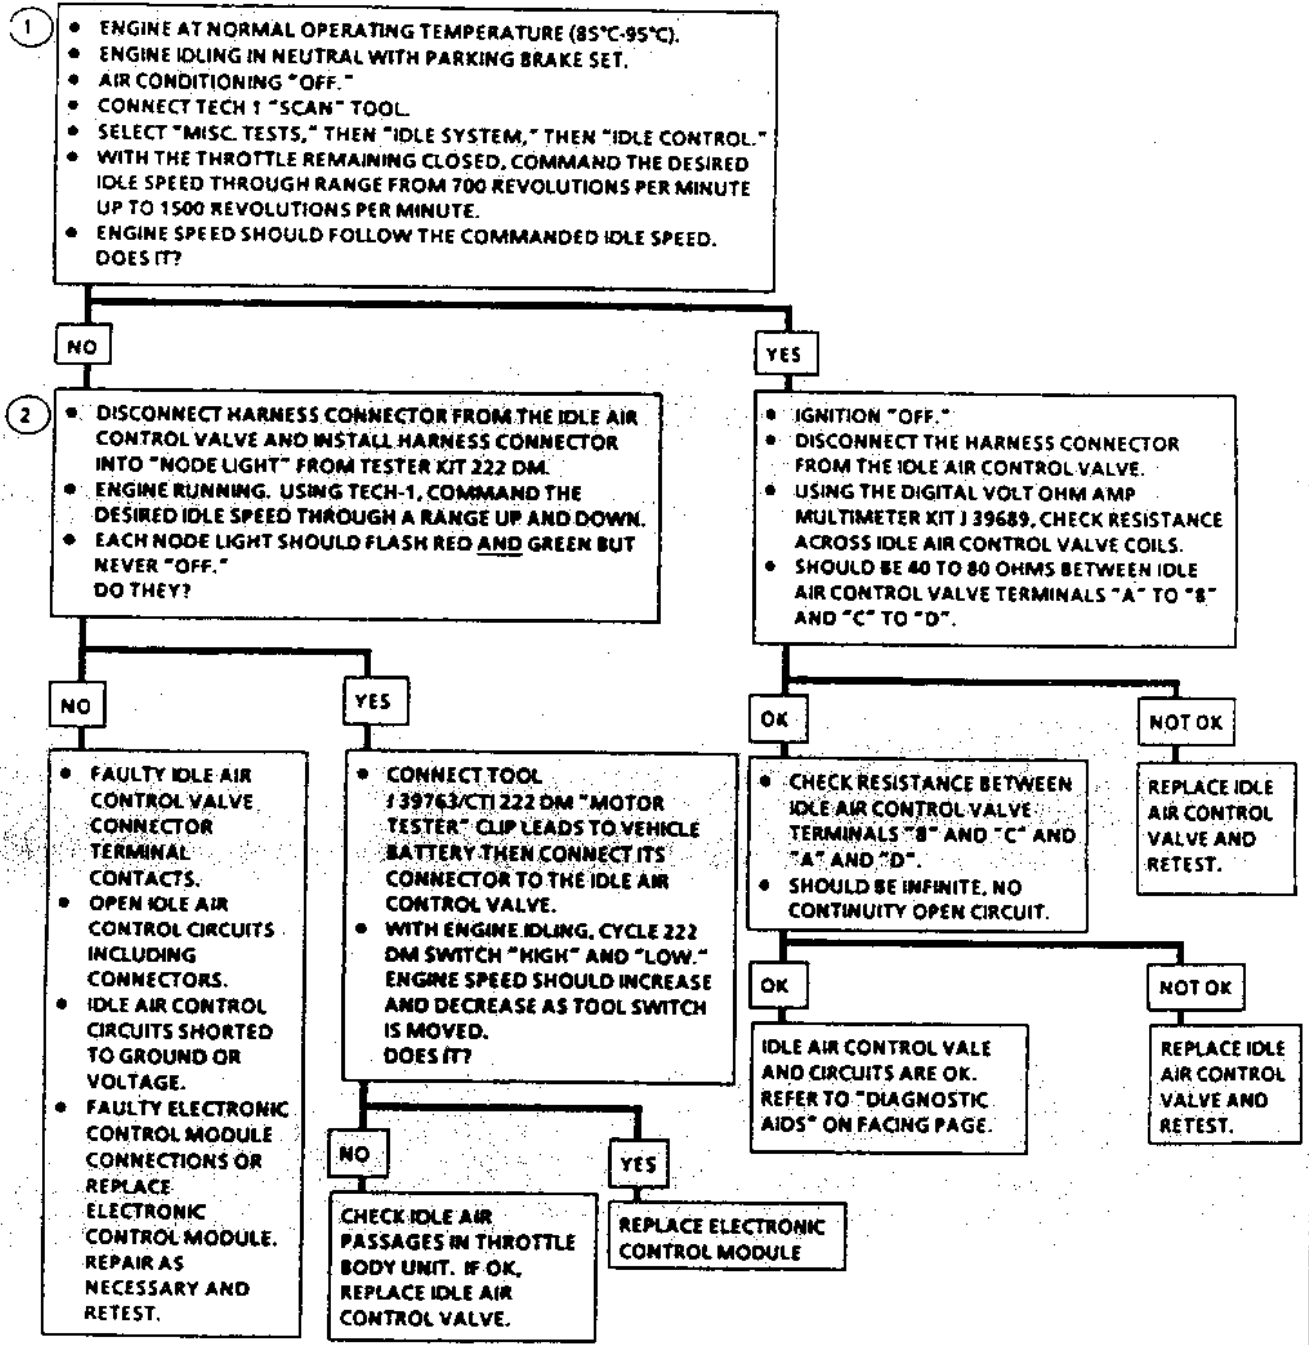 1
• ENGINE AT NORMAL OPERATING TEMPERATURE (85°C-95°C).
• ENGINE IDLING IN NEUTRAL WITH PARKING BRAKE SET.
• AIR CONDITIONING "OFF."
• CONNECT TECH 1 "SCAN" TOOL.
• SELECT "MISC. TESTS," THEN "IDLE SYSTEM," THEN "IDLE CONTROL."
• WITH THE THROTTLE REMAINING CLOSED, COMMAND THE DESIRED
IDLE SPEED THROUGH RANGE FROM 700 REVOLUTIONS PER MINUTE
UP TO 1500 REVOLUTIONS PER MINUTE.
• ENGINE SPEED SHOULD FOLLOW THE COMMANDED IDLE SPEED.
DOES IT?
NO
YES
2
• DISCONNECT HARNESS CONNECTOR FROM THE IDLE AIR
CONTROL VALVE AND INSTALL HARNESS CONNECTOR
INTO "NODE LIGHT" FROM TESTER KIT 222 DM.
• ENGINE RUNNING. USING TECH-1, COMMAND THE
DESIRED IDLE SPEED THROUGH A RANGE UP AND DOWN.
• EACH NODE LIGHT SHOULD FLASH RED AND GREEN BUT
NEVER "OFF."
DO THEY?
• IGNITION "OFF."
• DISCONNECT THE HARNESS CONNECTOR
FROM THE IDLE AIR CONTROL VALVE.
• USING THE DIGITAL VOLT OHM AMP
MULTIMETER KIT J 39689, CHECK RESISTANCE
ACROSS IDLE AIR CONTROL VALVE COILS.
• SHOULD BE 40 TO 80 OHMS BETWEEN IDLE
AIR CONTROL VALVE TERMINALS "A" TO "B"
AND "C" TO "D".
NO
YES
OK
NOT OK
• FAULTY IDLE AIR
CONTROL VALVE
CONNECTOR
TERMINAL
CONTACTS.
• OPEN IDLE AIR
CONTROL CIRCUITS
INCLUDING
CONNECTORS.
• IDLE AIR CONTROL
CIRCUITS SHORTED
TO GROUND OR
VOLTAGE.
• FAULTY ELECTRONIC
CONTROL MODULE
CONNECTIONS OR
REPLACE
ELECTRONIC
CONTROL MODULE.
REPAIR AS
NECESSARY AND
RETEST.
• CONNECT TOOL
J 39763/CTI 222 DM "MOTOR
TESTER" CLIP LEADS TO VEHICLE
BATTERY THEN CONNECT ITS
CONNECTOR TO THE IDLE AIR
CONTROL VALVE.
• WITH ENGINE IDLING, CYCLE 222
DM SWITCH "HIGH" AND "LOW."
ENGINE SPEED SHOULD INCREASE
AND DECREASE AS TOOL SWITCH
IS MOVED.
DOES IT?
• CHECK RESISTANCE BETWEEN
IDLE AIR CONTROL VALVE
TERMINALS "B" AND "C" AND
"A" AND "D".
• SHOULD BE INFINITE, NO
CONTINUITY OPEN CIRCUIT.
REPLACE IDLE
AIR CONTROL
VALVE AND
RETEST.
OK
NOT OK
IDLE AIR CONTROL VALE
AND CIRCUITS ARE OK.
REFER TO "DIAGNOSTIC
AIDS" ON FACING PAGE.
REPLACE IDLE
AIR CONTROL
VALVE AND
RETEST.
NO
YES
CHECK IDLE AIR
PASSAGES IN THROTTLE
BODY UNIT. IF OK,
REPLACE IDLE AIR
CONTROL VALVE.
REPLACE ELECTRONIC
CONTROL MODULE